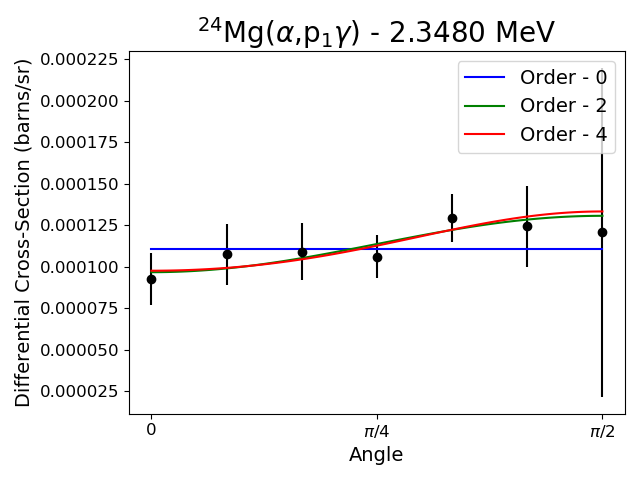 ²⁴Mg(α,p₁γ) - 2.3480 MeV
Differential Cross-Section (barns/sr)
0.000225
0.000200
0.000175
0.000150
0.000125
0.000100
0.000075
0.000050
0.000025
Order - 0
Order - 2
Order - 4
0
π/4
π/2
Angle